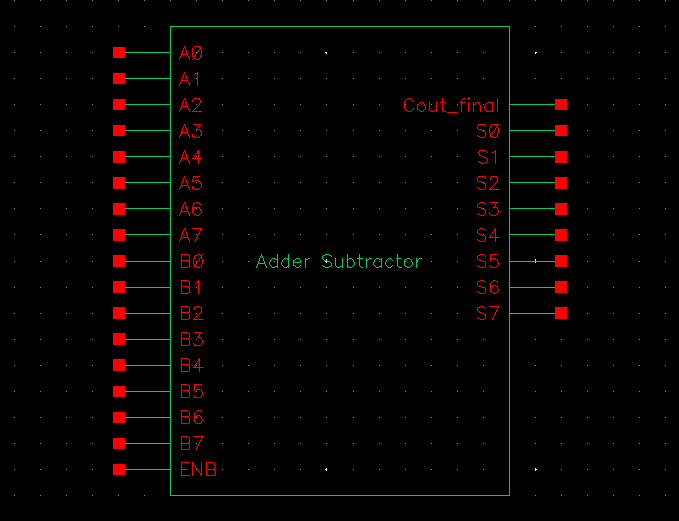 A0
A1
A2
Cout_final
A3
S0
A4
S1
A5
S2
A6
S3
A7
S4
B0
Adder Subtractor
S5
B1
S6
B2
S7
B3
B4
B5
B6
B7
ENB